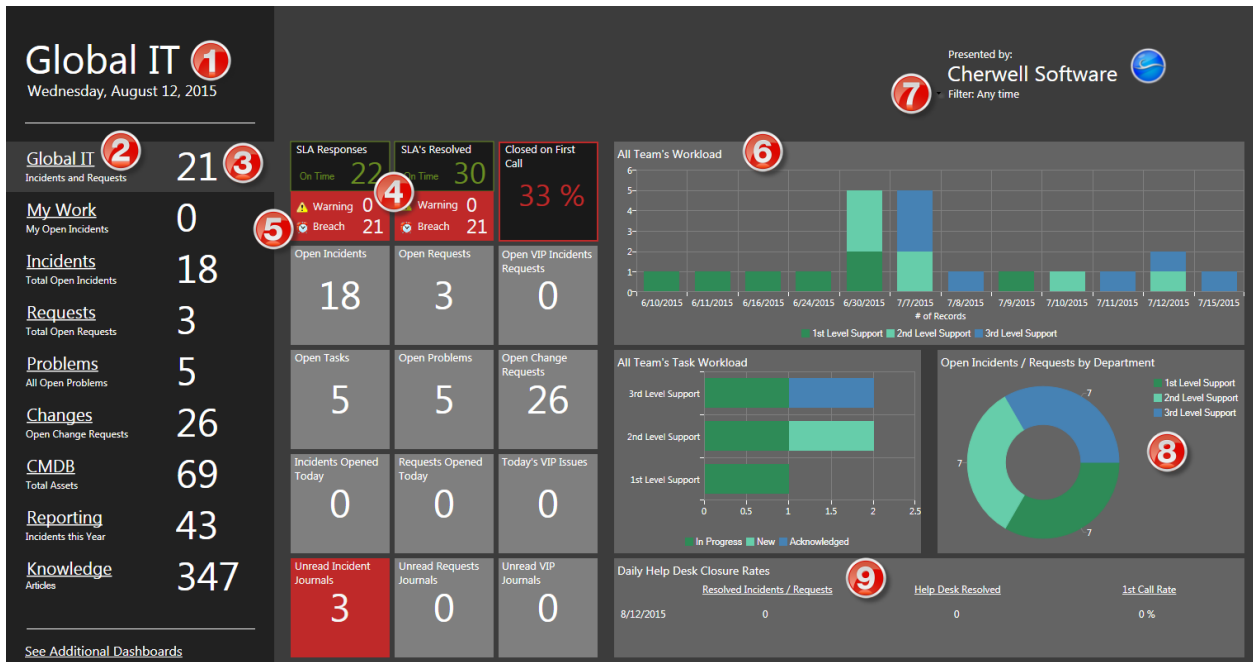 Global IT 1
Wednesday, August 12, 2015
Presented by:
Cherwell Software
7
Filter: Any time
Global IT 2 21 3
Incidents and Requests
My Work 0
My Open Incidents
Incidents 18
Total Open Incidents
Requests 3
Total Open Requests
Problems 5
All Open Problems
Changes 26
Open Change Requests
CMDB 69
Total Assets
Reporting 43
Incidents this Year
Knowledge 347
Articles
See Additional Dashboards
SLA Responses
On Time 22
Warning 0
Breach 21
4
5
SLA's Resolved
On Time 30
Warning 0
Breach 21
Closed on First
Call
33 %
Open Incidents
18
Open Requests
3
Open VIP Incidents
Requests
0
Open Tasks
5
Open Problems
5
Open Change
Requests
26
Incidents Opened
Today
0
Requests Opened
Today
0
Today's VIP Issues
0
Unread Incident
Journals
3
Unread Requests
Journals
0
Unread VIP
Journals
0
All Team's Workload 6
6
5
4
3
2
1
0
6/10/2015 6/11/2015 6/16/2015 6/24/2015 6/30/2015 7/7/2015 7/8/2015 7/9/2015 7/10/2015 7/11/2015 7/12/2015 7/15/2015
# of Records
1st Level Support 2nd Level Support 3rd Level Support
All Team's Task Workload
3rd Level Support
2nd Level Support
1st Level Support
0 0.5 1 1.5 2 2.5
In Progress New Acknowledged
Open Incidents / Requests by Department
1st Level Support
2nd Level Support
3rd Level Support
7
7
7
8
Daily Help Desk Closure Rates 9
Resolved Incidents / Requests Help Desk Resolved 1st Call Rate
8/12/2015 0 0 0 %